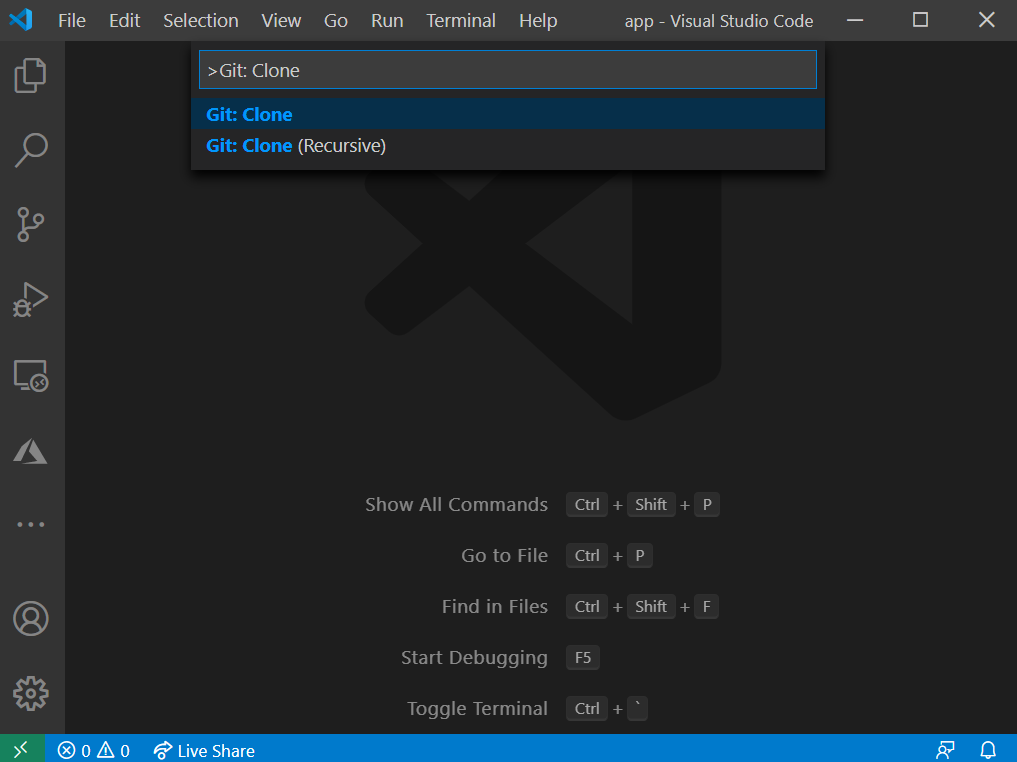 File Edit Selection View Go Run Terminal Help app - Visual Studio Code
>Git: Clone
Git: Clone
Git: Clone (Recursive)
Show All Commands Ctrl + Shift + P
Go to File Ctrl + P
Find in Files Ctrl + Shift + F
Start Debugging F5
Toggle Terminal Ctrl + `
0 0 Live Share